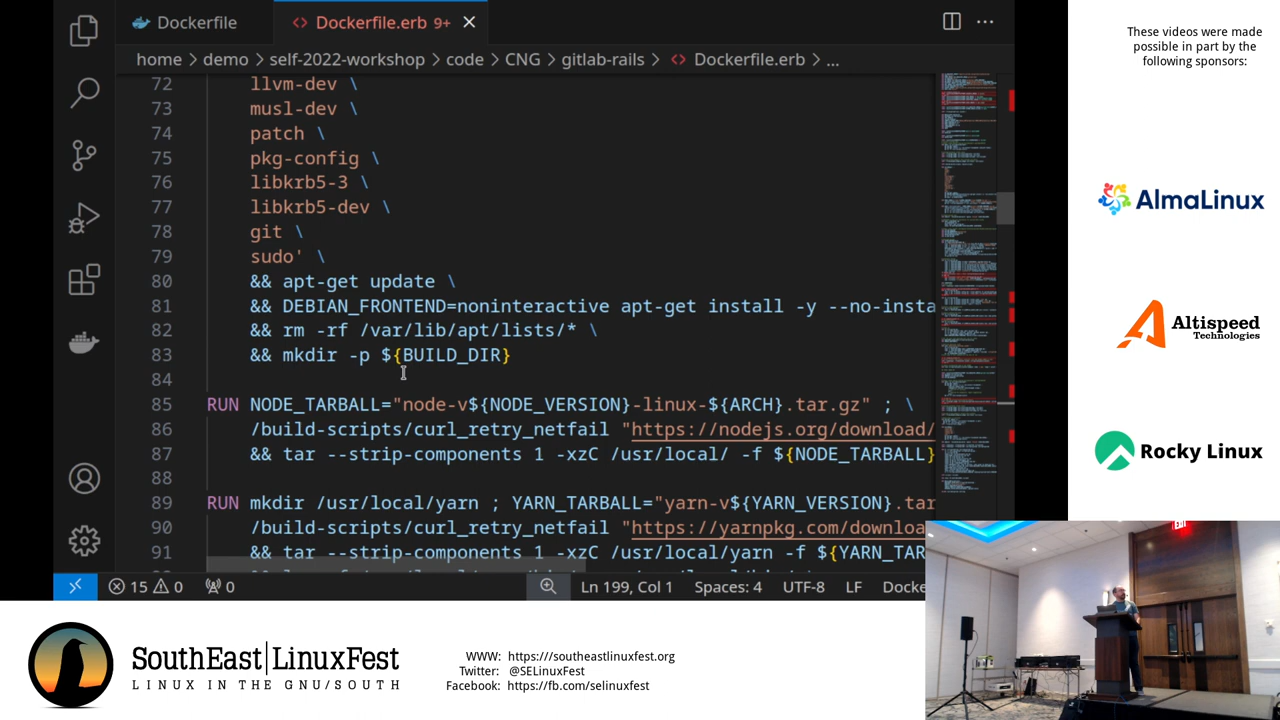 Dockerfile
Dockerfile.erb 9+
home
demo
self-2022-workshop
code
CNG
gitlab-rails
Dockerfile.erb
...
72 llvm-dev \
73 musl-dev \
74 patch \
75 pkg-config \
76 libkrb5-3 \
77 libkrb5-dev \
78 git \
79 sudo' \
80 && apt-get update \
81 && DEBIAN_FRONTEND=noninteractive apt-get install -y --no-insta
82 && rm -rf /var/lib/apt/lists/* \
83 && mkdir -p ${BUILD_DIR}
84
85 RUN NODE_TARBALL="node-v${NODE_VERSION}-linux-${ARCH}.tar.gz" ; \
86 /build-scripts/curl_retry_netfail "https://nodejs.org/download/
87 && tar --strip-components 1 -xzC /usr/local/ -f ${NODE_TARBALL}
88
89 RUN mkdir /usr/local/yarn ; YARN_TARBALL="yarn-v${YARN_VERSION}.tar
90 /build-scripts/curl_retry_netfail "https://yarnpkg.com/downloa
91 && tar --strip-components 1 -xzC /usr/local/yarn -f ${YARN_TAR
15 0 0
Ln 199, Col 1
Spaces: 4
UTF-8
LF
Docke
These videos were made
possible in part by the
following sponsors:
AlmaLinux
Altispeed
Technologies
Rocky Linux
EXIT
SouthEast LinuxFest
LINUX IN THE GNU/SOUTH
WWW: https:///southeastlinuxfest.org
Twitter: @SELinuxFest
Facebook: https://fb.com/selinuxfest